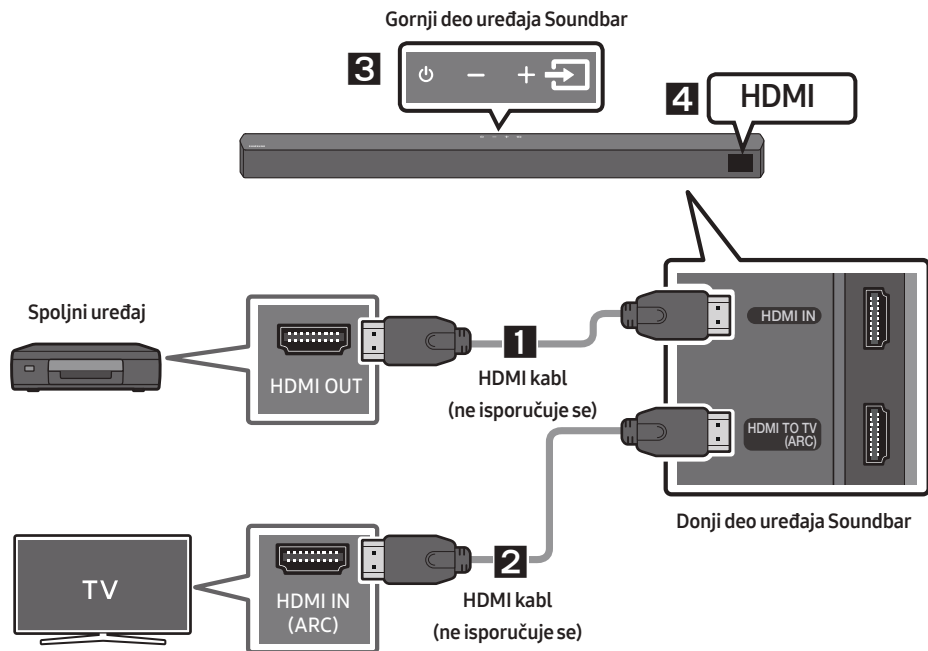 Gornji deo uređaja Soundbar
3
4
HDMI
Spoljni uređaj
HDMI OUT
1
HDMI kabl
(ne isporučuje se)
HDMI IN
HDMI TO TV
(ARC)
Donji deo uređaja Soundbar
TV
HDMI IN
(ARC)
2
HDMI kabl
(ne isporučuje se)